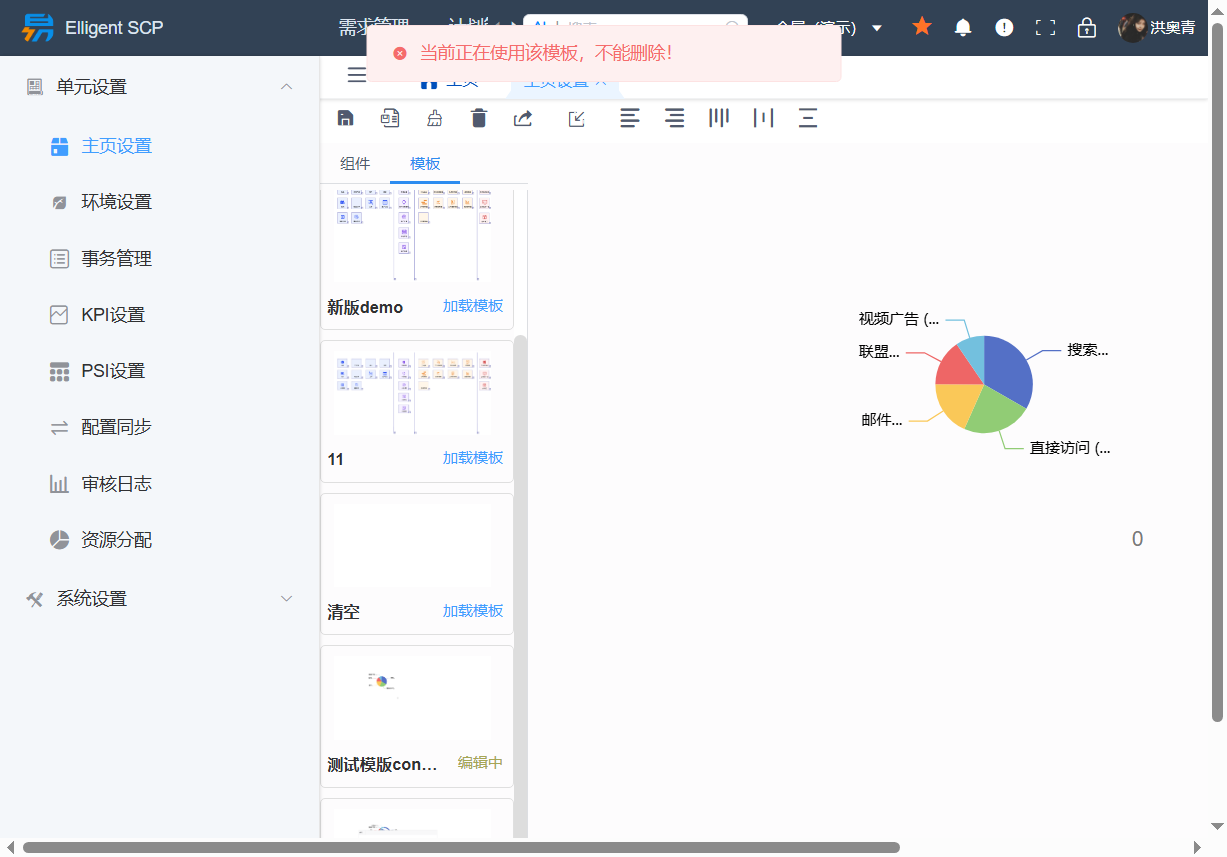 Elligent SCP
需求管理
计划
搜索
全局 (演示)
洪奥青
当前正在使用该模板，不能删除！
主页
主页设置
单元设置
主页设置
环境设置
事务管理
KPI设置
PSI设置
配置同步
审核日志
资源分配
系统设置
组件
模板
新版demo
加载模板
11
加载模板
清空
加载模板
测试模版con...
编辑中
视频广告 (...
联盟...
搜索...
邮件...
直接访问 (...
0